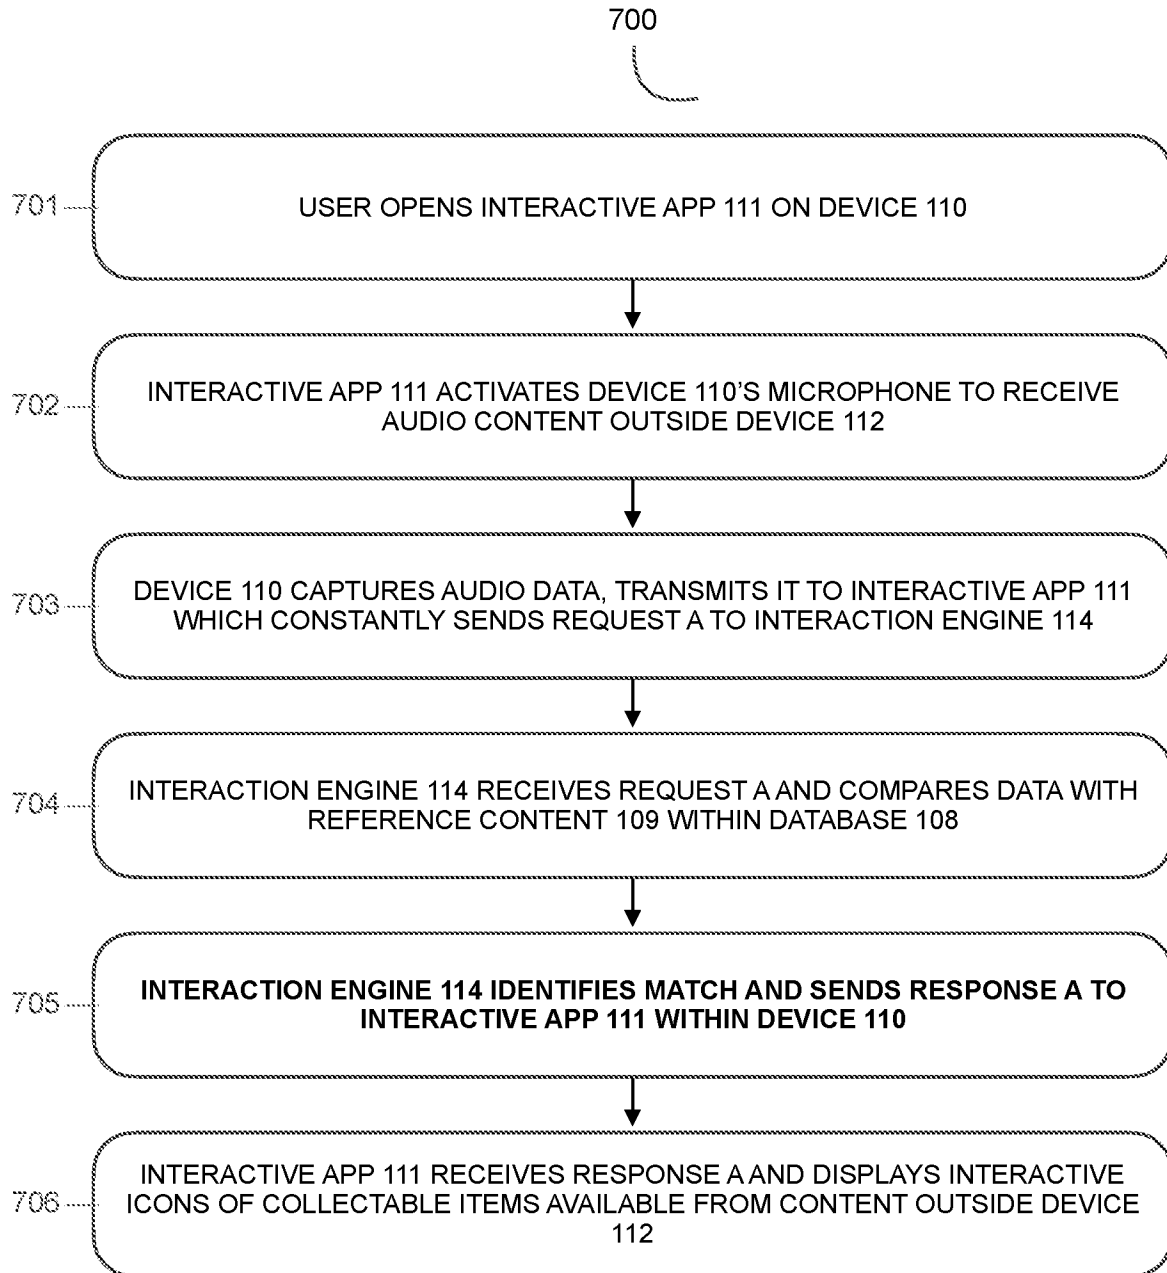 700
701
USER OPENS INTERACTIVE APP 111 ON DEVICE 110
702
INTERACTIVE APP 111 ACTIVATES DEVICE 110'S MICROPHONE TO RECEIVE
AUDIO CONTENT OUTSIDE DEVICE 112
703
DEVICE 110 CAPTURES AUDIO DATA, TRANSMITS IT TO INTERACTIVE APP 111
WHICH CONSTANTLY SENDS REQUEST A TO INTERACTION ENGINE 114
704
INTERACTION ENGINE 114 RECEIVES REQUEST A AND COMPARES DATA WITH
REFERENCE CONTENT 109 WITHIN DATABASE 108
705
INTERACTION ENGINE 114 IDENTIFIES MATCH AND SENDS RESPONSE A TO
INTERACTIVE APP 111 WITHIN DEVICE 110
706
INTERACTIVE APP 111 RECEIVES RESPONSE A AND DISPLAYS INTERACTIVE
ICONS OF COLLECTABLE ITEMS AVAILABLE FROM CONTENT OUTSIDE DEVICE
112